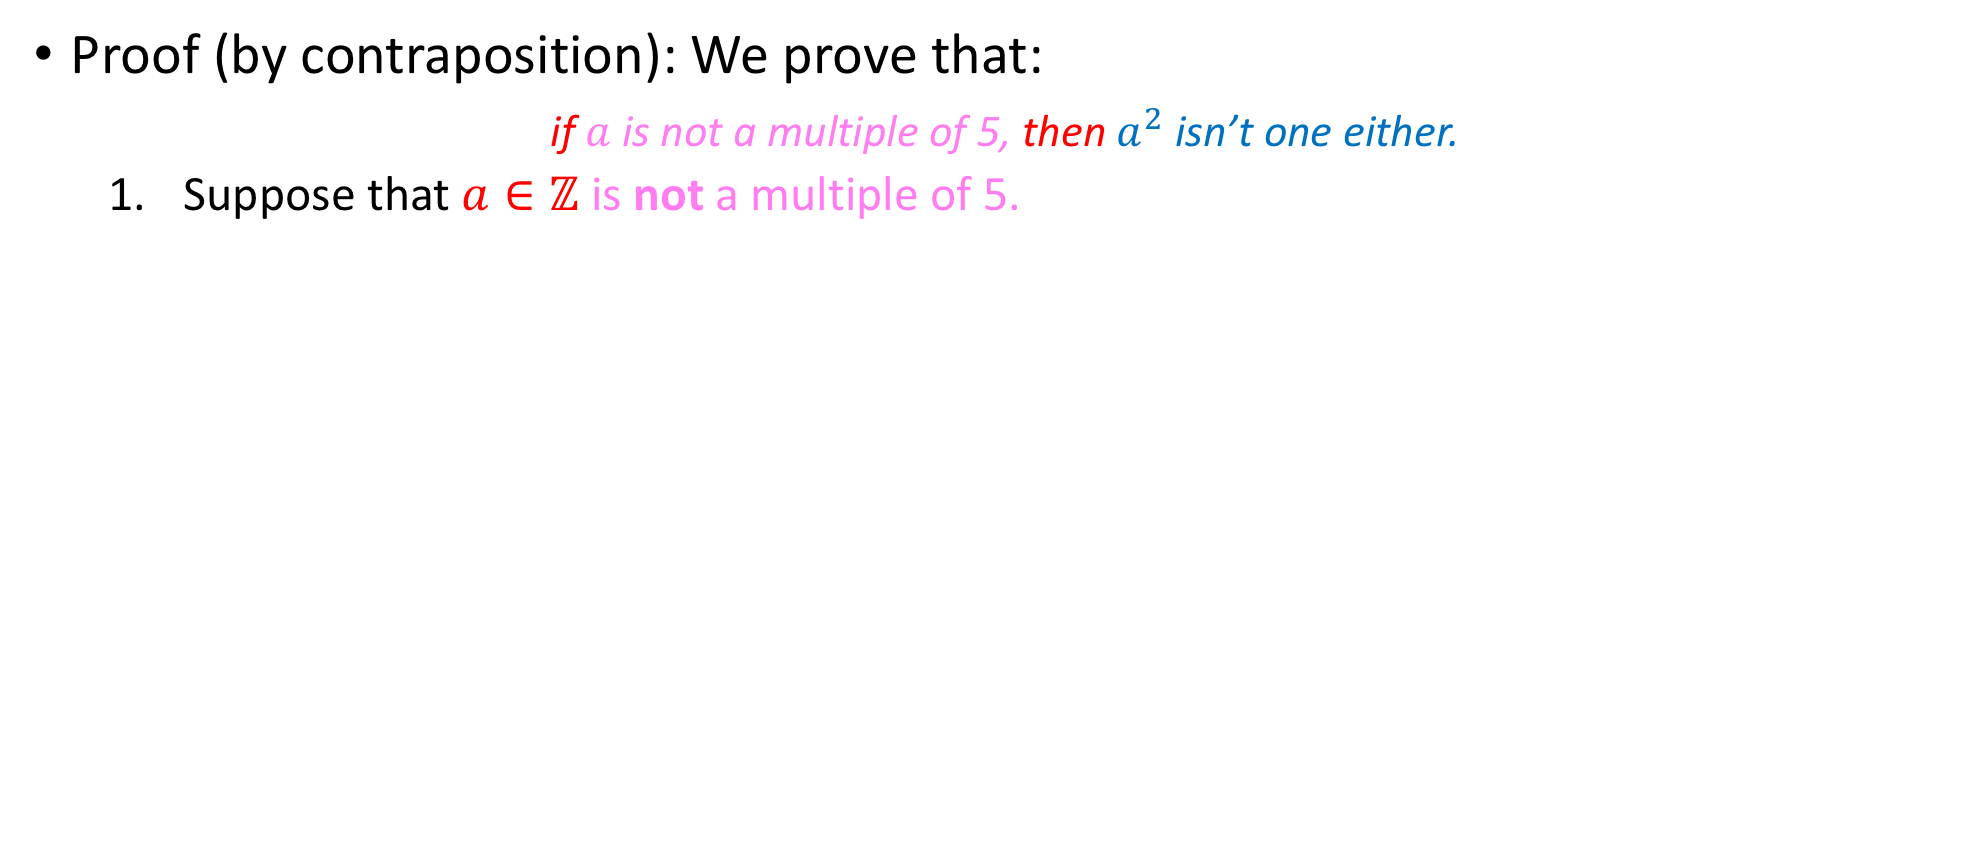 • Proof (by contraposition): We prove that:
if a is not a multiple of 5, then a² isn’t one either.
1. Suppose that a ∈ ℤ is not a multiple of 5.